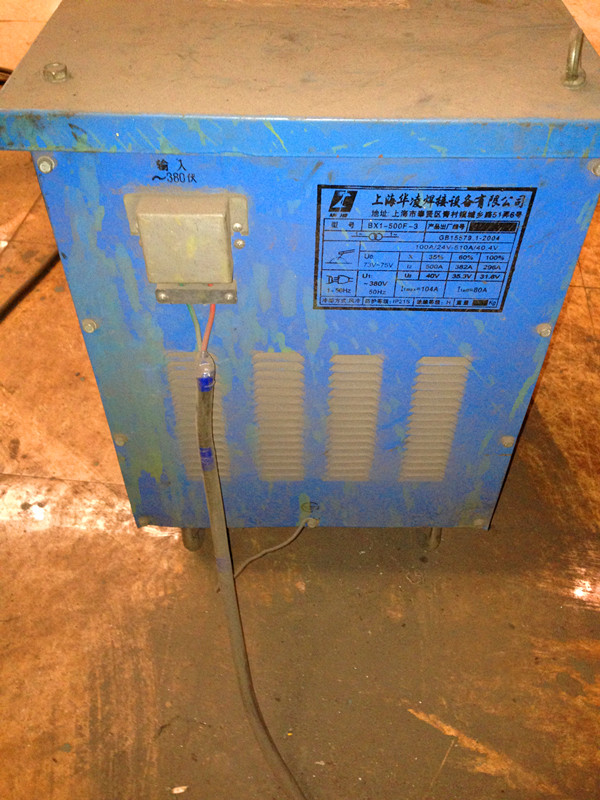 输入
~380伏
上海华凌焊接设备有限公司
地址: 上海市奉贤区青村镇城乡路51弄6号
型 号 BX1-500F-3 产品出厂编号
GB15579.1-2004
100A/24V-510A/40.4V
X 35% 60% 100%
U₀ 73V-75V I₂ 500A 382A 296A
U₂ 40V 35.3V 31.8V
1~50Hz U₁: ~380V 50Hz I₁max=104A I₁eff=60A
冷却方式:风冷 防护等级:IP21S 绝缘等级:H 重量 Kg